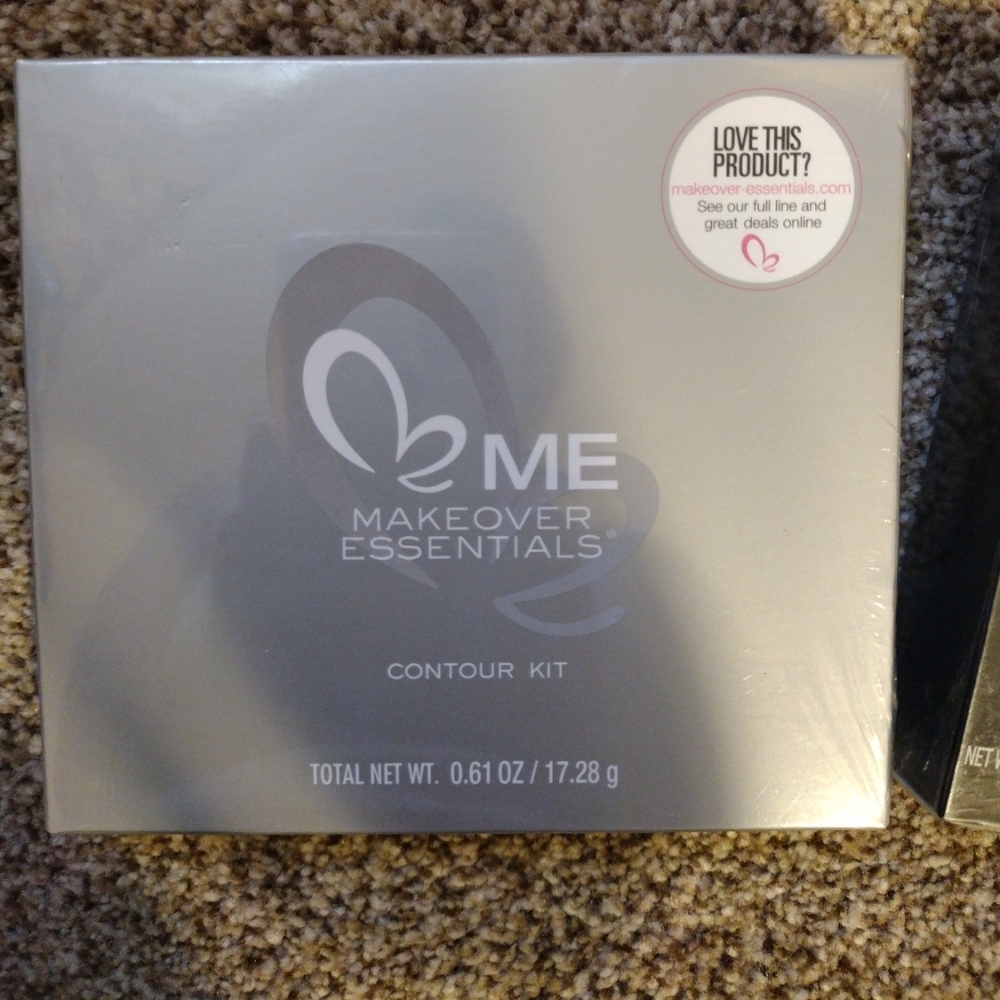 LOVE THIS
PRODUCT?
makeover-essentials.com
See our full line and
great deals online
ME
MAKEOVER
ESSENTIALS®
CONTOUR KIT
TOTAL NET WT. 0.61 OZ / 17.28 g
NET